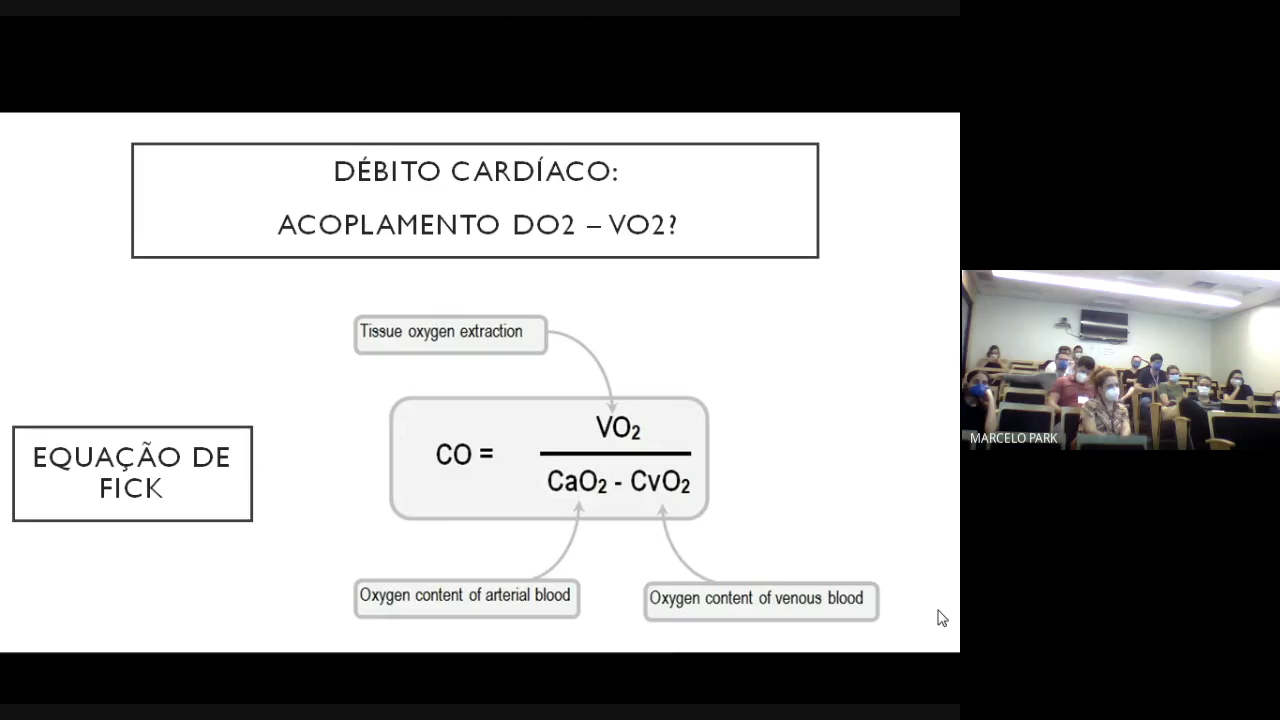 DÉBITO CARDÍACO:
ACOPLAMENTO DO2 – VO2?
Tissue oxygen extraction
EQUAÇÃO DE
FICK
CO =
VO₂
CaO₂ - CvO₂
Oxygen content of arterial blood
Oxygen content of venous blood
MARCELO PARK